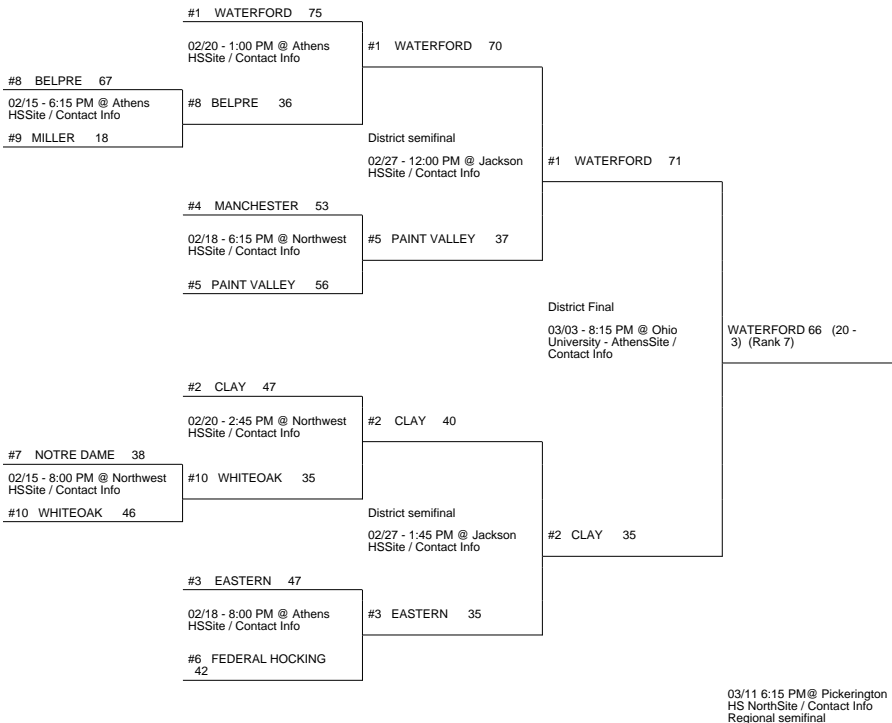 #1 WATERFORD 75
02/20 - 1:00 PM @ Athens
HSSite / Contact Info
#1 WATERFORD 70
#8 BELPRE 67
02/15 - 6:15 PM @ Athens
HSSite / Contact Info
#8 BELPRE 36
#9 MILLER 18
District semifinal
02/27 - 12:00 PM @ Jackson
HSSite / Contact Info
#1 WATERFORD 71
#4 MANCHESTER 53
02/18 - 6:15 PM @ Northwest
HSSite / Contact Info
#5 PAINT VALLEY 37
#5 PAINT VALLEY 56
District Final
03/03 - 8:15 PM @ Ohio
University - AthensSite /
Contact Info
WATERFORD 66 (20 -
3) (Rank 7)
#2 CLAY 47
02/20 - 2:45 PM @ Northwest
HSSite / Contact Info
#2 CLAY 40
#7 NOTRE DAME 38
02/15 - 8:00 PM @ Northwest
HSSite / Contact Info
#10 WHITEOAK 35
#10 WHITEOAK 46
District semifinal
02/27 - 1:45 PM @ Jackson
HSSite / Contact Info
#2 CLAY 35
#3 EASTERN 47
02/18 - 8:00 PM @ Athens
HSSite / Contact Info
#3 EASTERN 35
#6 FEDERAL HOCKING
42
03/11 6:15 PM@ Pickerington
HS NorthSite / Contact Info
Regional semifinal